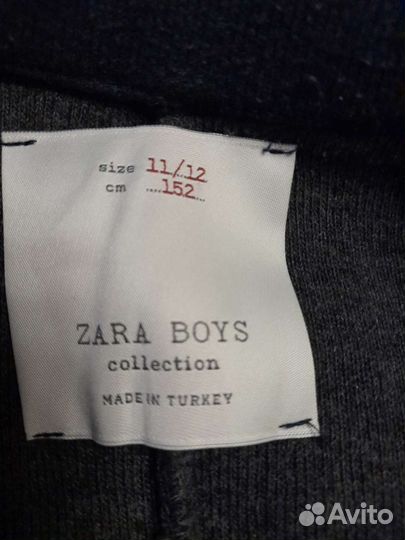 size 11/12
cm ....152...
ZARA BOYS
collection
MADE IN TURKEY
Avito